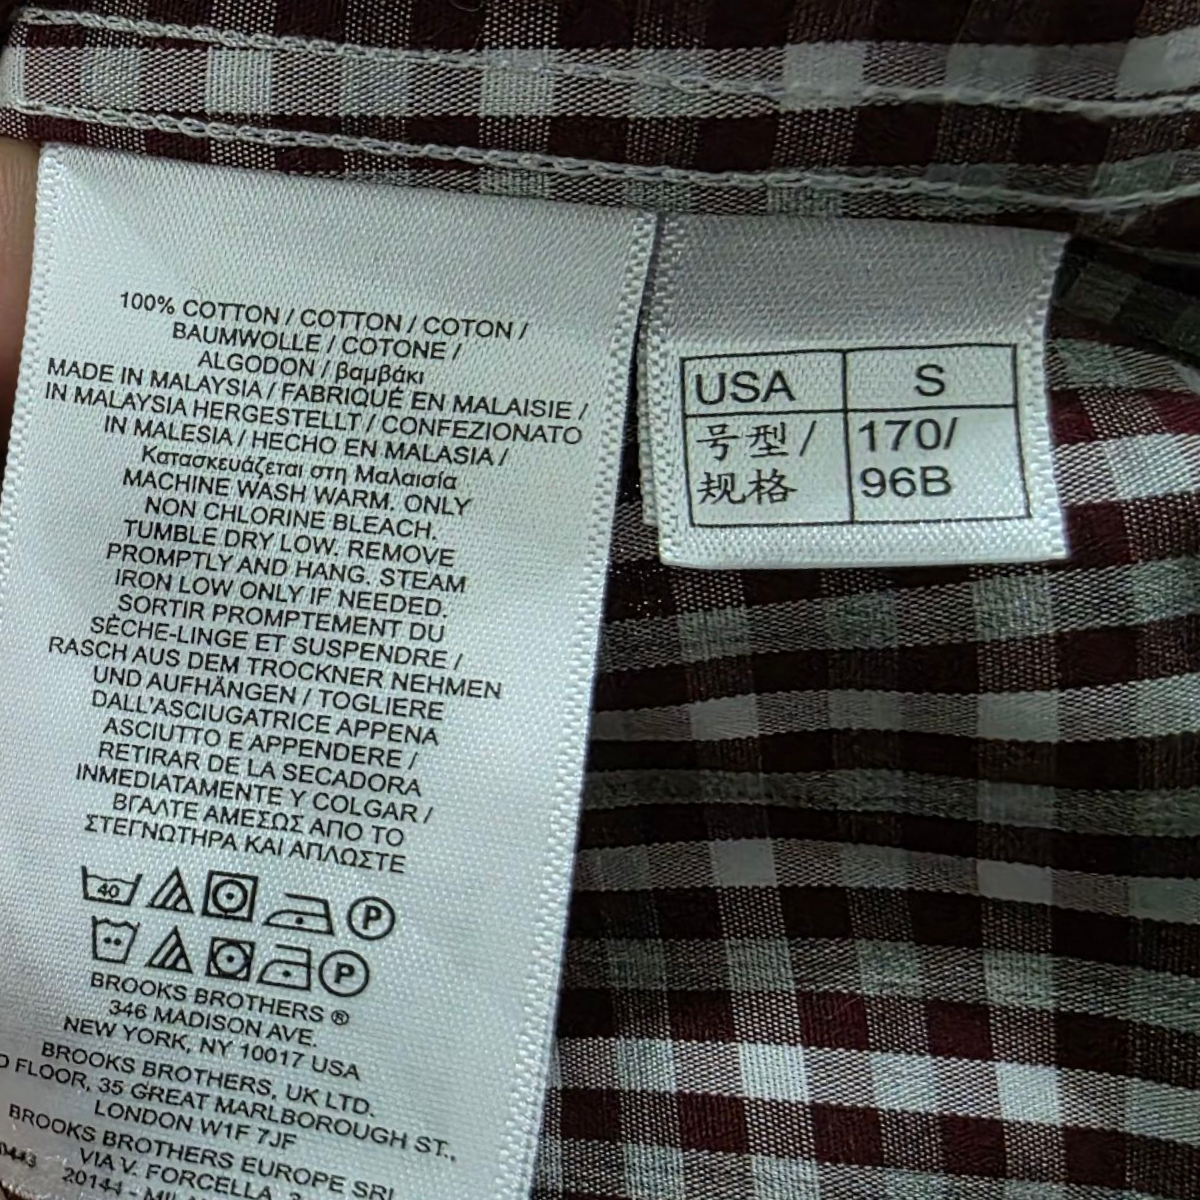 100% COTTON / COTTON / COTON /
BAUMWOLLE / COTONE /
ALGODON / βαμβάκι
MADE IN MALAYSIA / FABRIQUÉ EN MALAISIE /
IN MALAYSIA HERGESTELLT / CONFEZIONATO
IN MALESIA / HECHO EN MALASIA /
Κατασκευάζεται στη Μαλαισία
MACHINE WASH WARM. ONLY
NON CHLORINE BLEACH.
TUMBLE DRY LOW. REMOVE
PROMPTLY AND HANG. STEAM
IRON LOW ONLY IF NEEDED.
SORTIR PROMPTEMENT DU
SÈCHE-LINGE ET SUSPENDRE /
RASCH AUS DEM TROCKNER NEHMEN
UND AUFHÄNGEN / TOGLIERE
DALL'ASCIUGATRICE APPENA
ASCIUTTO E APPENDERE /
RETIRAR DE LA SECADORA
INMEDIATAMENTE Y COLGAR /
ΒΓΑΛΤΕ ΑΜΕΣΩΣ ΑΠΟ ΤΟ
ΣΤΕΓΝΩΤΗΡΑ ΚΑΙ ΑΠΛΩΣΤΕ
40 P
P
BROOKS BROTHERS ®
346 MADISON AVE.
NEW YORK, NY 10017 USA
BROOKS BROTHERS, UK LTD.
FLOOR, 35 GREAT MARLBOROUGH ST.,
LONDON W1F 7JF
BROOKS BROTHERS EUROPE SRL
VIA V. FORCELLA,
20144 -
USA S
号型/ 170/
规格 96B